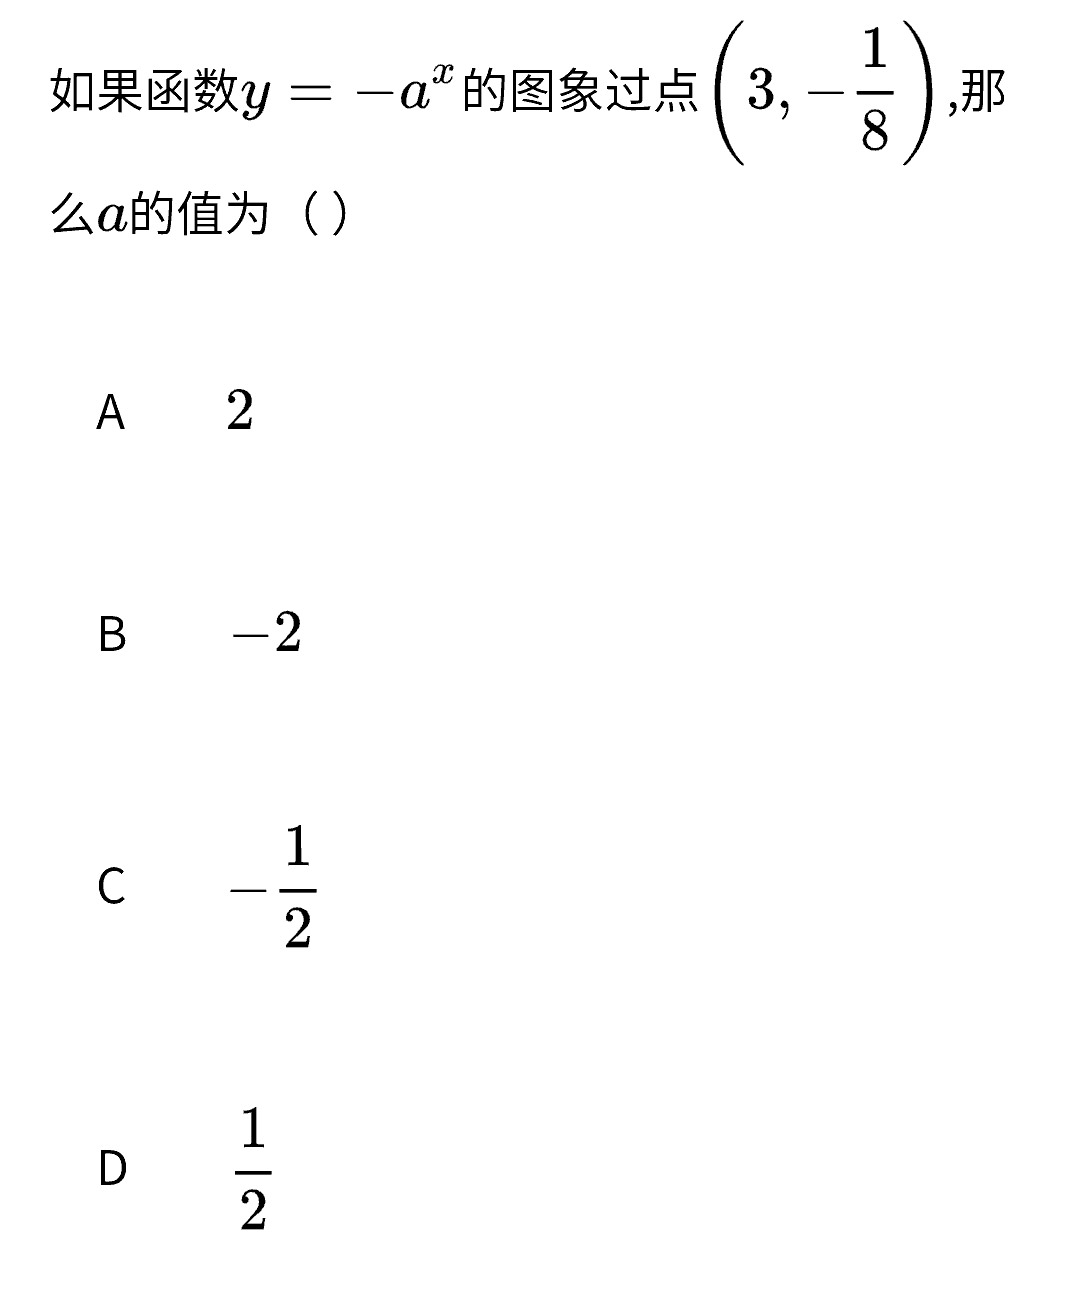 如果函数$y = -a^x$的图象过点$\left(3, -\frac{1}{8}\right)$,那
么$a$的值为（ ）
A $2$
B $-2$
C $-\frac{1}{2}$
D $\frac{1}{2}$